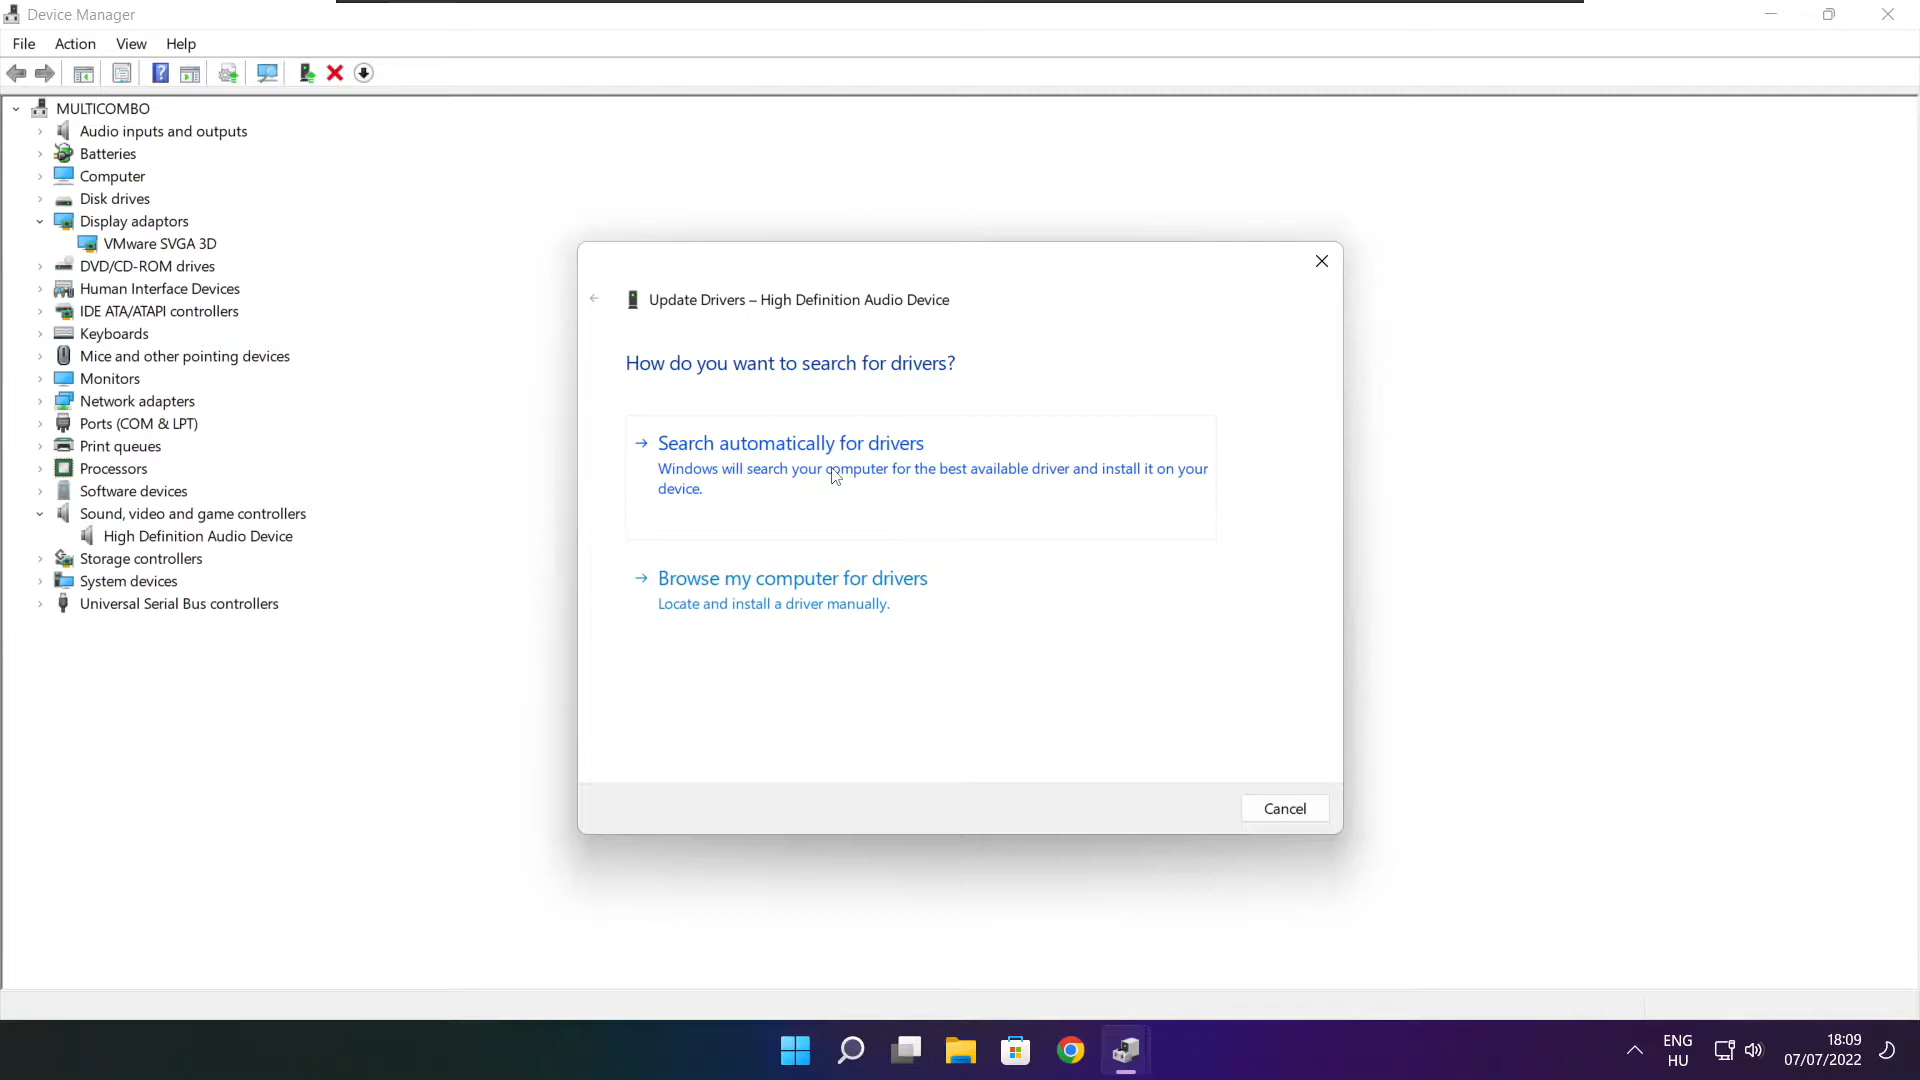 Device Manager
File Action View Help
MULTICOMBO
Audio inputs and outputs
Batteries
Computer
Disk drives
Display adaptors
VMware SVGA 3D
DVD/CD-ROM drives
Human Interface Devices
IDE ATA/ATAPI controllers
Keyboards
Mice and other pointing devices
Monitors
Network adapters
Ports (COM & LPT)
Print queues
Processors
Software devices
Sound, video and game controllers
High Definition Audio Device
Storage controllers
System devices
Universal Serial Bus controllers
Update Drivers – High Definition Audio Device
How do you want to search for drivers?
Search automatically for drivers
Windows will search your computer for the best available driver and install it on your
device.
Browse my computer for drivers
Locate and install a driver manually.
Cancel
ENG
HU
18:09
07/07/2022